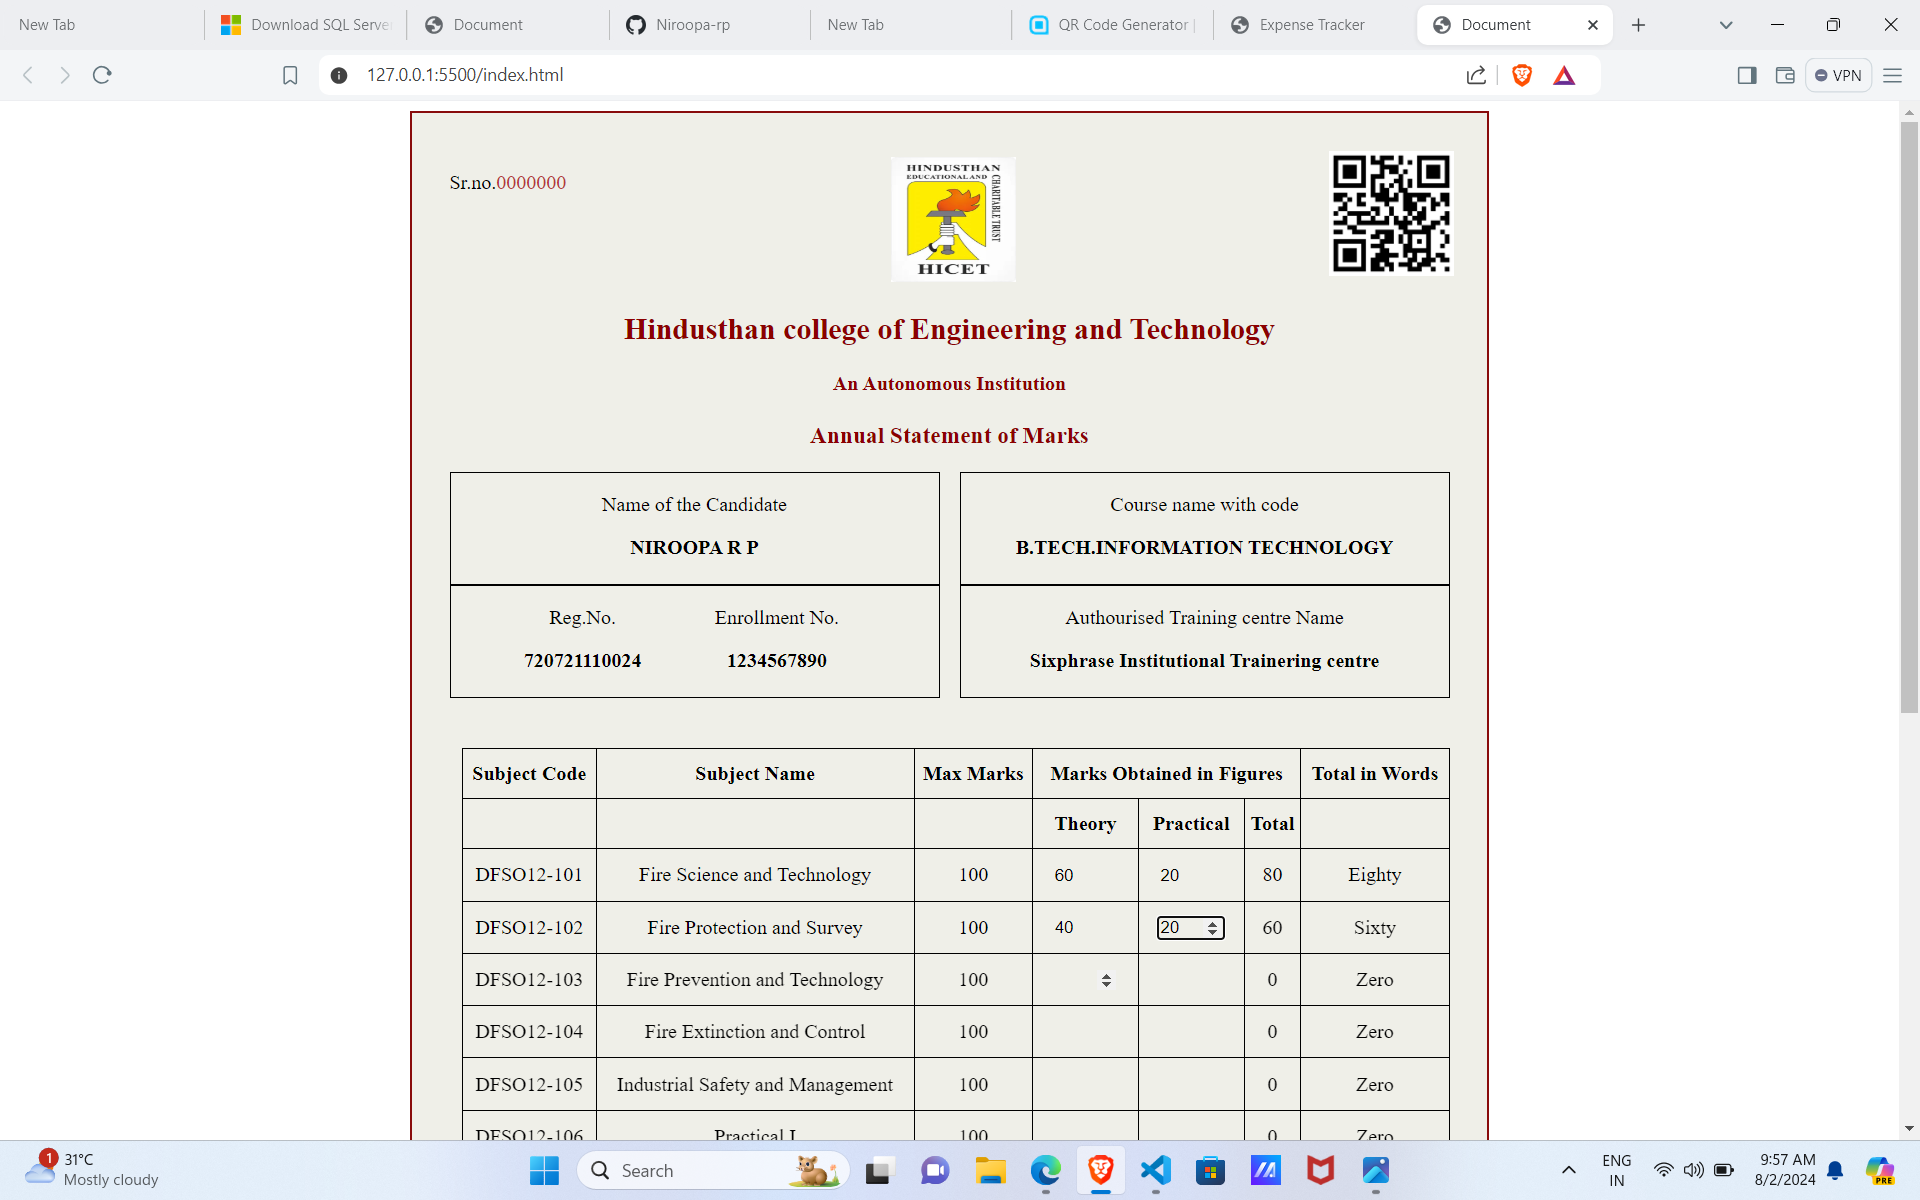 New Tab
Download SQL Serve
Document
Niroopa-rp
New Tab
QR Code Generator |
Expense Tracker
Document
127.0.0.1:5500/index.html
VPN
Sr.no.0000000
HINDUSTHAN
EDUCATIONAL AND
CHARITABLE TRUST
HICET
Hindusthan college of Engineering and Technology
An Autonomous Institution
Annual Statement of Marks
Name of the Candidate
NIROOPA R P
Course name with code
B.TECH.INFORMATION TECHNOLOGY
Reg.No. Enrollment No.
720721110024 1234567890
Authourised Training centre Name
Sixphrase Institutional Trainering centre
Subject Code Subject Name Max Marks Marks Obtained in Figures Total in Words
Theory Practical Total
DFSO12-101 Fire Science and Technology 100 60 20 80 Eighty
DFSO12-102 Fire Protection and Survey 100 40 20 60 Sixty
DFSO12-103 Fire Prevention and Technology 100 0 Zero
DFSO12-104 Fire Extinction and Control 100 0 Zero
DFSO12-105 Industrial Safety and Management 100 0 Zero
DFSO12-106 Practical I 100 0 Zero
1
31°C
Mostly cloudy
Search
ENG
IN
9:57 AM
8/2/2024
PRE